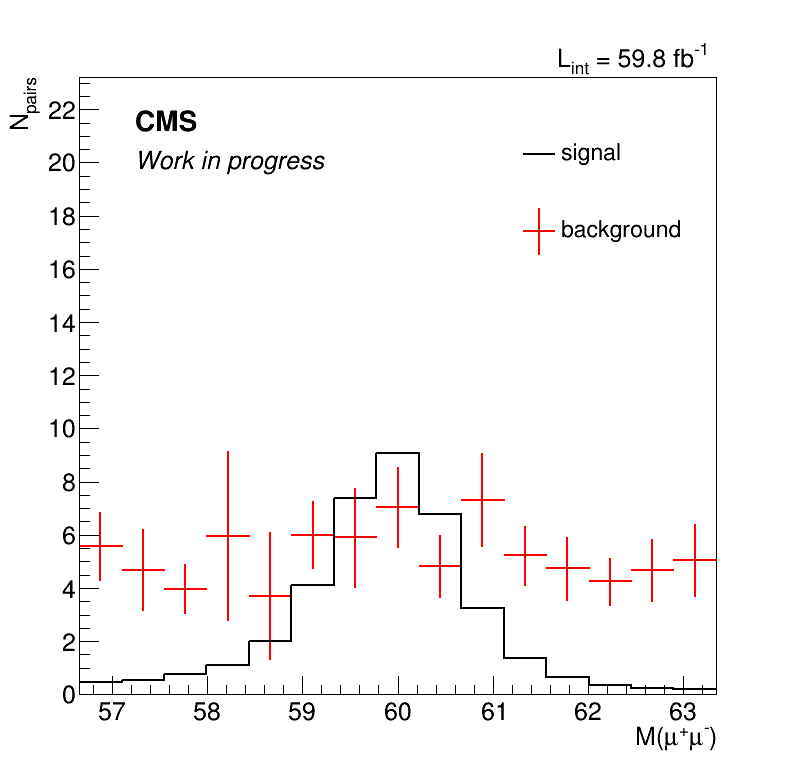 L_int = 59.8 fb^-1
N_pairs
22
20
18
16
14
12
10
8
6
4
2
0
CMS
Work in progress
signal
background
57 58 59 60 61 62 63
M(μ⁺μ⁻)